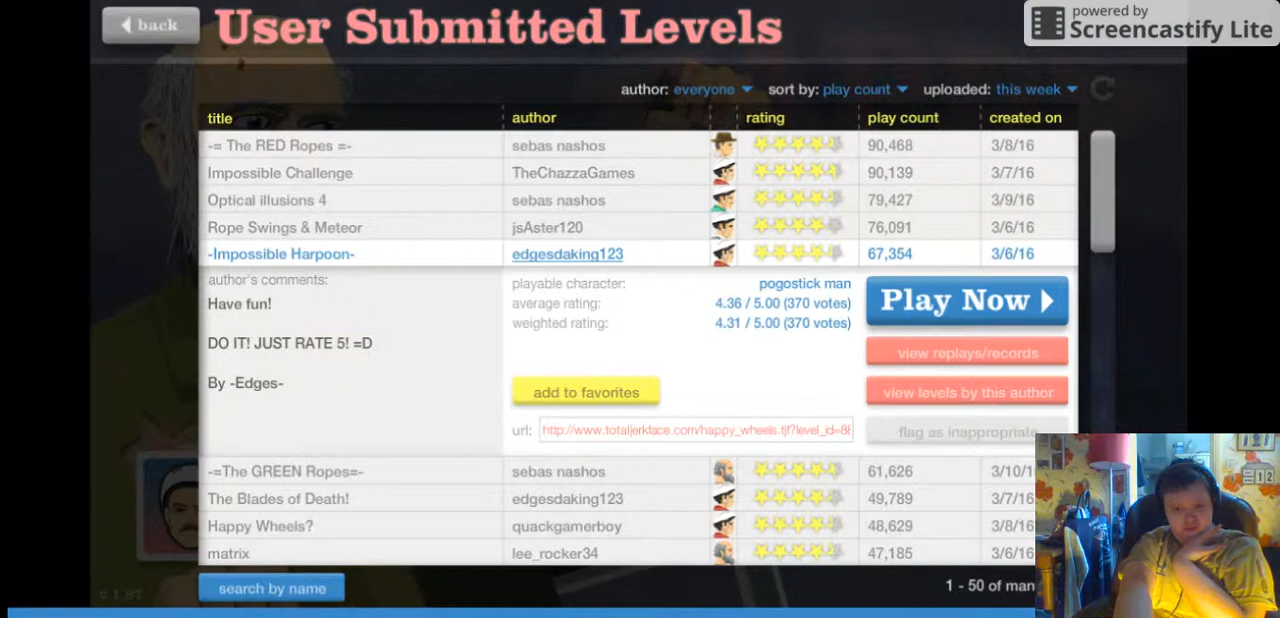 back
User Submitted Levels
powered by
Screencastify Lite
author: everyone sort by: play count uploaded: this week
title author rating play count created on
-= The RED Ropes =- sebas nashos 90,468 3/8/16
Impossible Challenge TheChazzaGames 90,139 3/7/16
Optical illusions 4 sebas nashos 79,427 3/9/16
Rope Swings & Meteor jsAster120 76,091 3/6/16
-Impossible Harpoon- edgesdaking123 67,354 3/6/16
author's comments:
Have fun!
DO IT! JUST RATE 5! =D
By -Edges-
playable character: pogostick man
average rating: 4.36 / 5.00 (370 votes)
weighted rating: 4.31 / 5.00 (370 votes)
add to favorites
url: http://www.totaljerkface.com/happy_wheels.tjf?level_id=8
Play Now
view replays/records
view levels by this author
flag as inappropriate
-=The GREEN Ropes=- sebas nashos 61,626 3/10/1
The Blades of Death! edgesdaking123 49,789 3/7/16
Happy Wheels? quackgamerboy 48,629 3/8/16
matrix lee_rocker34 47,185 3/6/16
search by name
1 - 50 of man
v 1.87